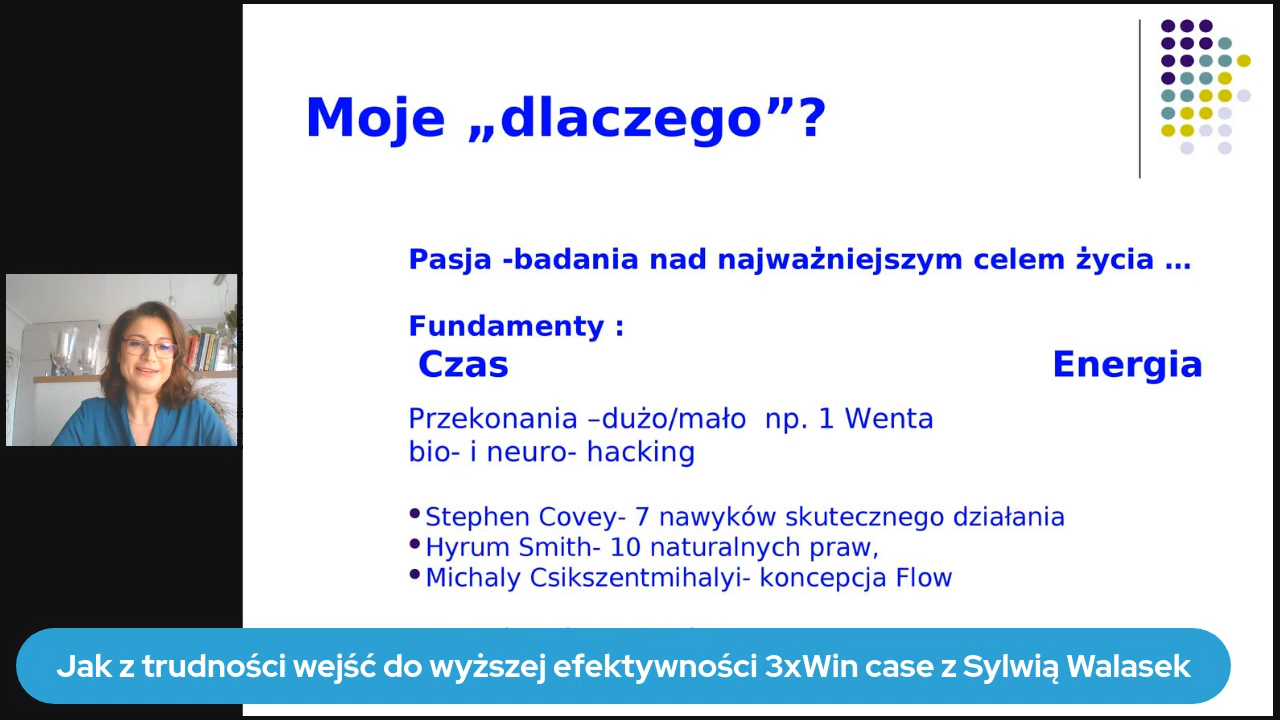 Moje „dlaczego”?
Pasja -badania nad najważniejszym celem życia ...
Fundamenty :
Czas Energia
Przekonania –dużo/mało np. 1 Wenta
bio- i neuro- hacking
•Stephen Covey- 7 nawyków skutecznego działania
•Hyrum Smith- 10 naturalnych praw,
•Michaly Csikszentmihalyi- koncepcja Flow
Jak z trudności wejść do wyższej efektywności 3xWin case z Sylwią Walasek